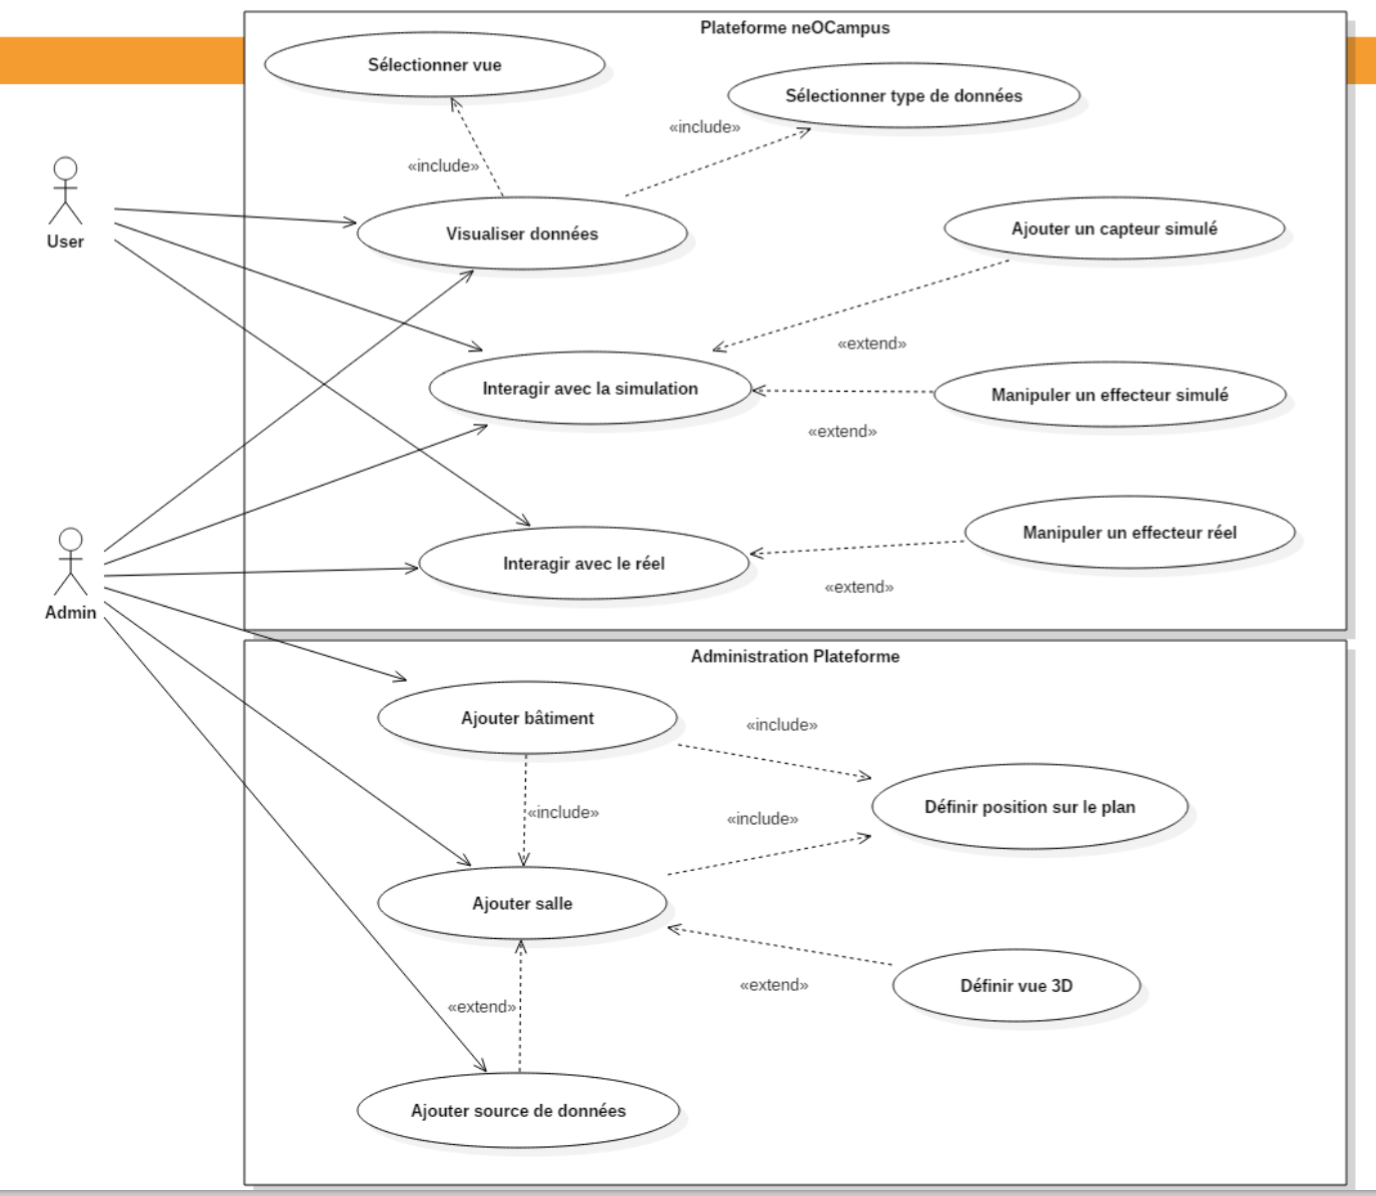 Plateforme neOCampus
Sélectionner vue
Sélectionner type de données
«include»
«include»
User
Visualiser données
Ajouter un capteur simulé
«extend»
Interagir avec la simulation
Manipuler un effecteur simulé
«extend»
Manipuler un effecteur réel
Interagir avec le réel
«extend»
Admin
Administration Plateforme
Ajouter bâtiment
«include»
«include»
Définir position sur le plan
«include»
Ajouter salle
Définir vue 3D
«extend»
«extend»
Ajouter source de données